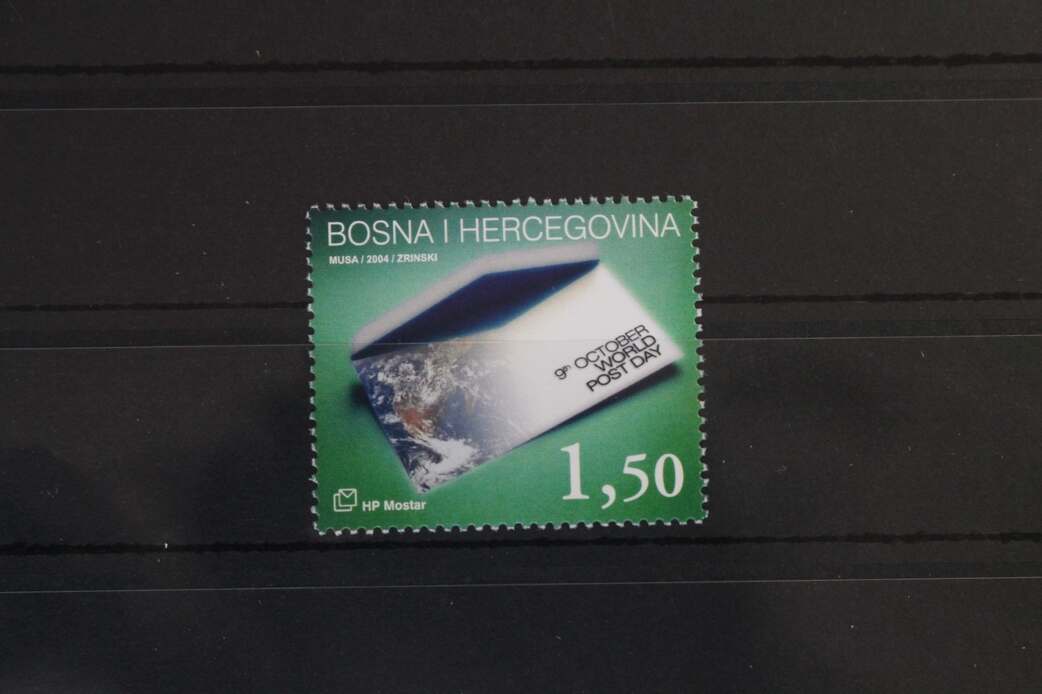 BOSNA I HERCEGOVINA
MUSA / 2004 / ZRINSKI
9th OCTOBER
WORLD
POST DAY
1,50
HP Mostar